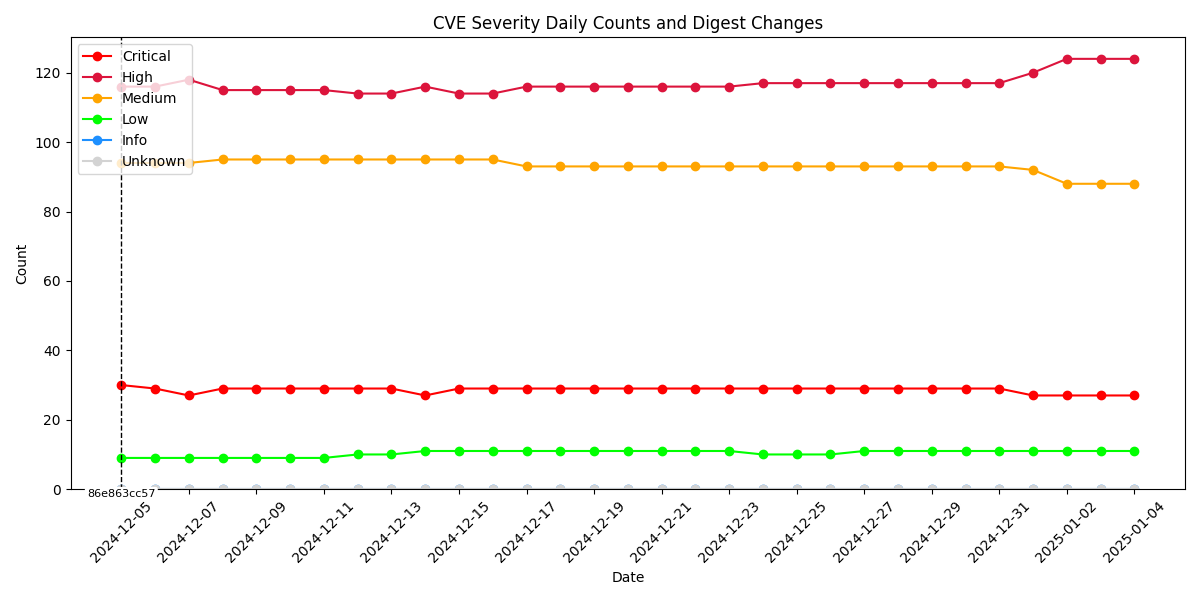 CVE Severity Daily Counts and Digest Changes
Critical
High
Medium
Low
Info
Unknown
Count
120
100
80
60
40
20
0
86e863cc57
2024-12-05
2024-12-07
2024-12-09
2024-12-11
2024-12-13
2024-12-15
2024-12-17
2024-12-19
2024-12-21
2024-12-23
2024-12-25
2024-12-27
2024-12-29
2024-12-31
2025-01-02
2025-01-04
Date